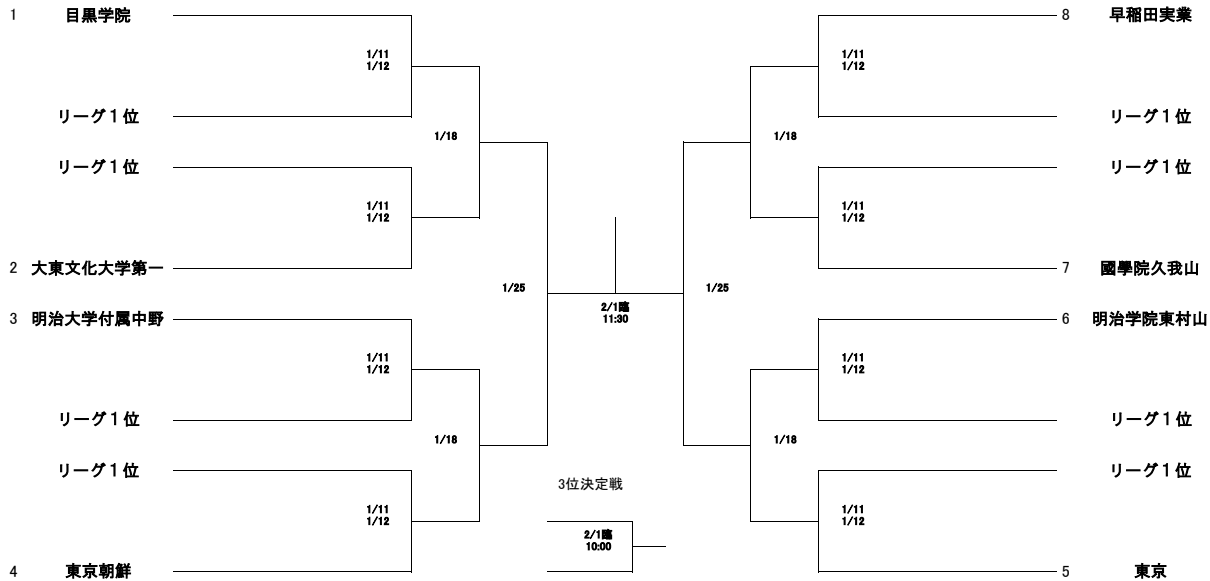 1 目黒学院
1/11
1/12
リーグ１位
1/18
リーグ１位
1/11
1/12
2 大東文化大学第一
1/25
3 明治大学付属中野
1/11
1/12
リーグ１位
1/18
リーグ１位
1/11
1/12
4 東京朝鮮
2/1臨
11:30
3位決定戦
2/1臨
10:00
8 早稲田実業
1/11
1/12
リーグ１位
1/18
リーグ１位
1/11
1/12
7 國學院久我山
1/25
6 明治学院東村山
1/11
1/12
リーグ１位
1/18
リーグ１位
1/11
1/12
5 東京